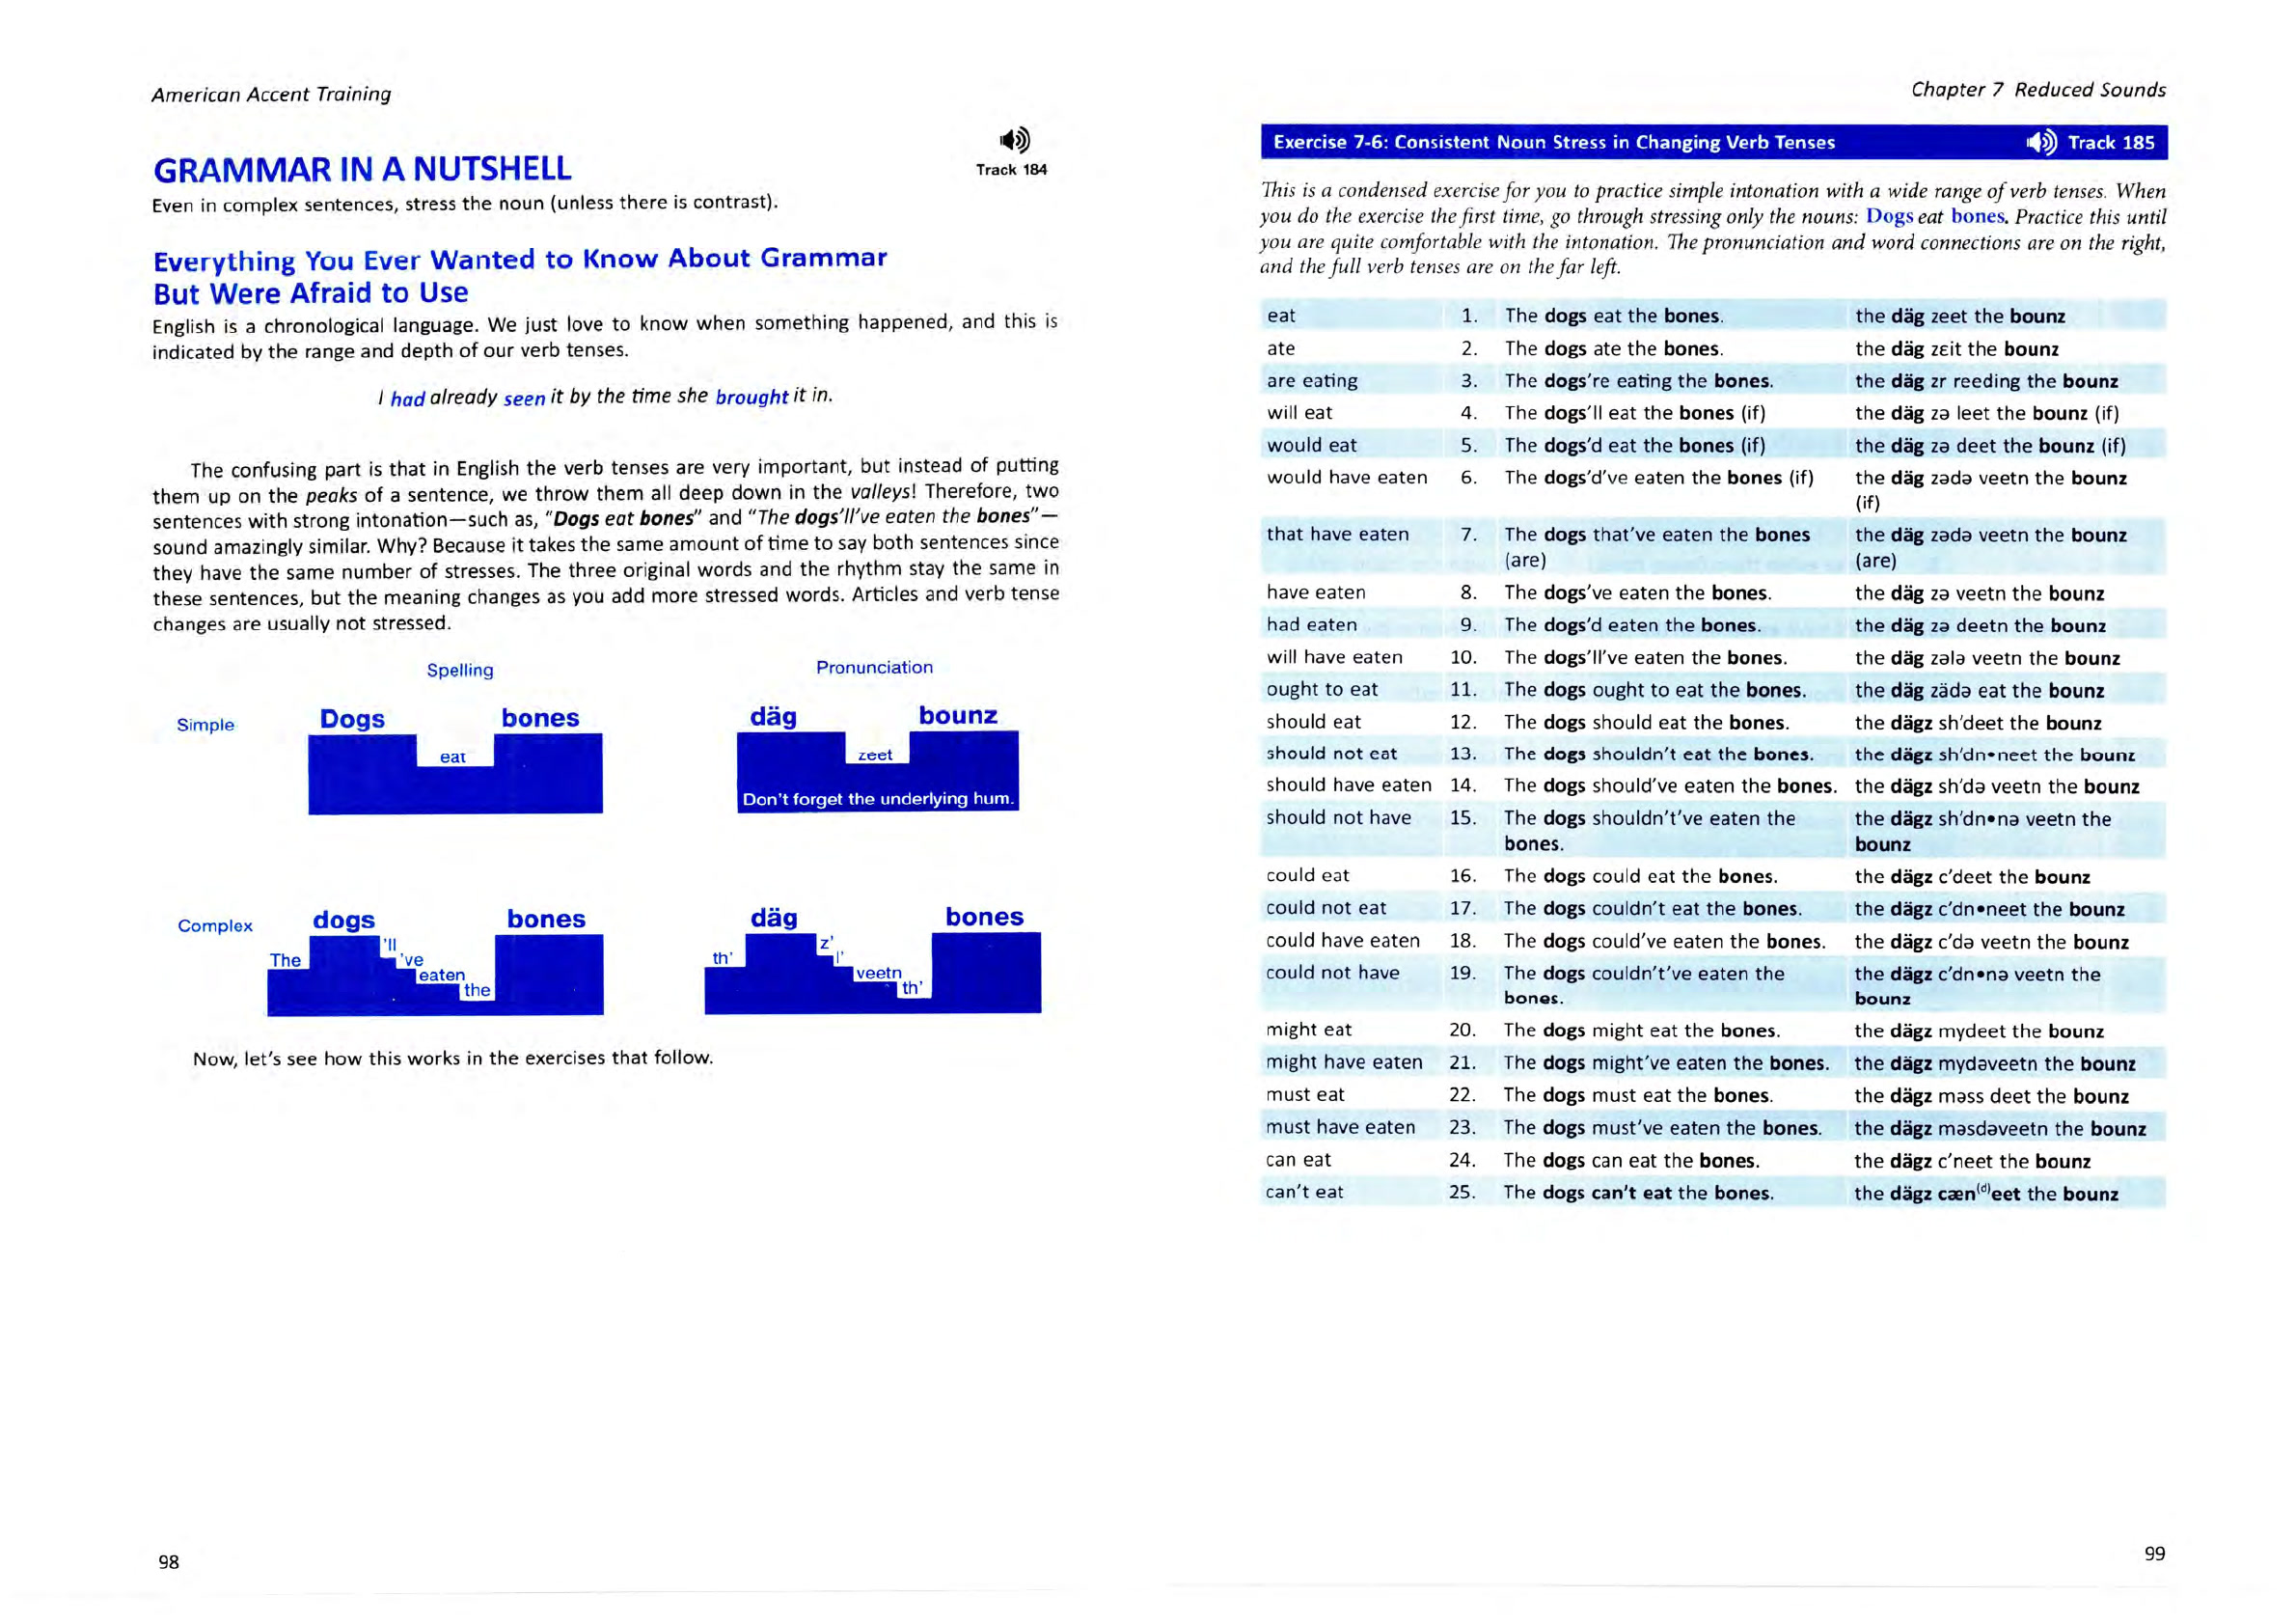 American Accent Training
Track 184
GRAMMAR IN A NUTSHELL
Even in complex sentences, stress the noun (unless there is contrast).
Everything You Ever Wanted to Know About Grammar
But Were Afraid to Use
English is a chronological language. We just love to know when something happened, and this is
indicated by the range and depth of our verb tenses.
I had already seen it by the time she brought it in.
The confusing part is that in English the verb tenses are very important, but instead of putting
them up on the peaks of a sentence, we throw them all deep down in the valleys! Therefore, two
sentences with strong intonation—such as, "Dogs eat bones" and "The dogs'll've eaten the bones"—
sound amazingly similar. Why? Because it takes the same amount of time to say both sentences since
they have the same number of stresses. The three original words and the rhythm stay the same in
these sentences, but the meaning changes as you add more stressed words. Articles and verb tense
changes are usually not stressed.
Spelling Pronunciation
Simple Dogs eat bones däg zeet bounz
Don't forget the underlying hum.
Complex The dogs 'll 've eaten the bones th' däg z' l' veetn th' bones
Now, let's see how this works in the exercises that follow.
98
Chapter 7 Reduced Sounds
Exercise 7-6: Consistent Noun Stress in Changing Verb Tenses Track 185
This is a condensed exercise for you to practice simple intonation with a wide range of verb tenses. When
you do the exercise the first time, go through stressing only the nouns: Dogs eat bones. Practice this until
you are quite comfortable with the intonation. The pronunciation and word connections are on the right,
and the full verb tenses are on the far left.
eat 1. The dogs eat the bones. the däg zeet the bounz
ate 2. The dogs ate the bones. the däg zεit the bounz
are eating 3. The dogs're eating the bones. the däg zr reeding the bounz
will eat 4. The dogs'll eat the bones (if) the däg zə leet the bounz (if)
would eat 5. The dogs'd eat the bones (if) the däg zə deet the bounz (if)
would have eaten 6. The dogs'd've eaten the bones (if) the däg zədə veetn the bounz
(if)
that have eaten 7. The dogs that've eaten the bones the däg zədə veetn the bounz
(are) (are)
have eaten 8. The dogs've eaten the bones. the däg zə veetn the bounz
had eaten 9. The dogs'd eaten the bones. the däg zə deetn the bounz
will have eaten 10. The dogs'll've eaten the bones. the däg zələ veetn the bounz
ought to eat 11. The dogs ought to eat the bones. the däg zädə eat the bounz
should eat 12. The dogs should eat the bones. the dägz sh'deet the bounz
should not eat 13. The dogs shouldn't eat the bones. the dägz sh'dn•neet the bounz
should have eaten 14. The dogs should've eaten the bones. the dägz sh'də veetn the bounz
should not have 15. The dogs shouldn't've eaten the the dägz sh'dn•nə veetn the
bones. bounz
could eat 16. The dogs could eat the bones. the dägz c'deet the bounz
could not eat 17. The dogs couldn't eat the bones. the dägz c'dn•neet the bounz
could have eaten 18. The dogs could've eaten the bones. the dägz c'də veetn the bounz
could not have 19. The dogs couldn't've eaten the the dägz c'dn•nə veetn the
bones. bounz
might eat 20. The dogs might eat the bones. the dägz mydeet the bounz
might have eaten 21. The dogs might've eaten the bones. the dägz mydəveetn the bounz
must eat 22. The dogs must eat the bones. the dägz məss deet the bounz
must have eaten 23. The dogs must've eaten the bones. the dägz məsdəveetn the bounz
can eat 24. The dogs can eat the bones. the dägz c'neet the bounz
can't eat 25. The dogs can't eat the bones. the dägz cæn(d)eet the bounz
99